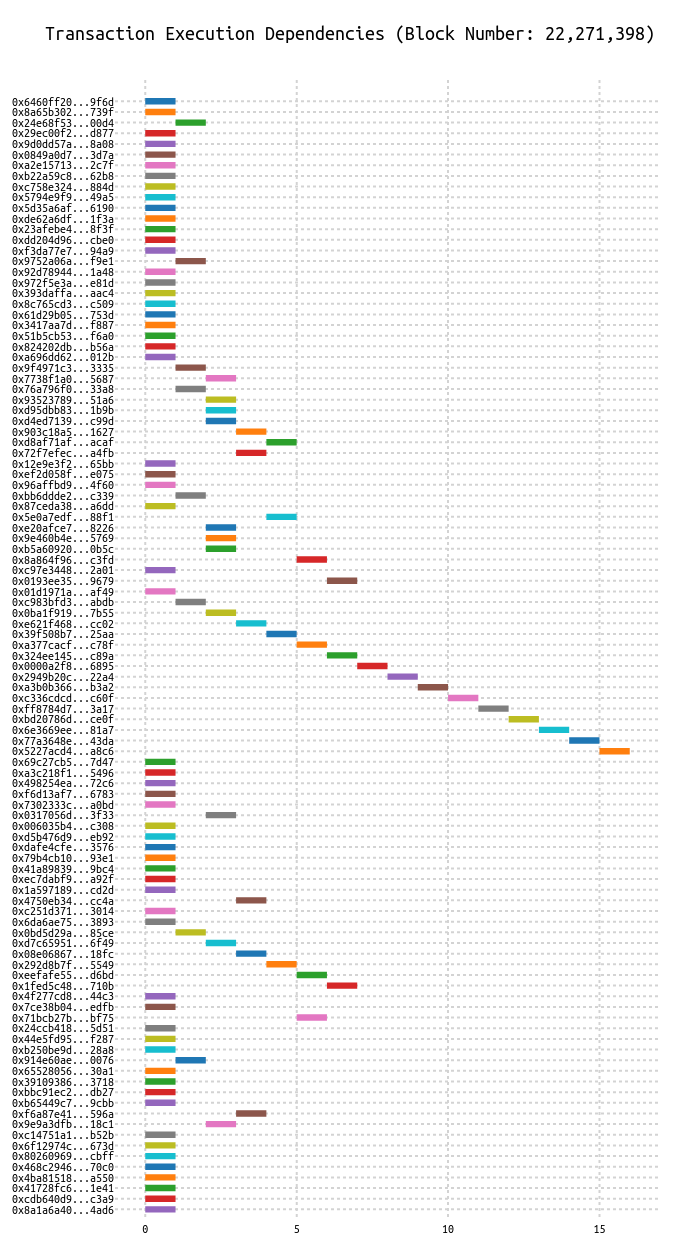 Transaction Execution Dependencies (Block Number: 22,271,398)
0x6460ff20...9f6d
0x8a65b302...739f
0x24e68f53...00d4
0x29ec00f2...d877
0x9d0dd57a...8a08
0x0849a0d7...3d7a
0xa2e15713...2c7f
0xb22a59c8...62b8
0xc758e324...884d
0x5794e9f9...49a5
0x5d35a6af...6190
0xde62a6df...1f3a
0x23afebe4...8f3f
0xdd204d96...cbe0
0xf3da77e7...94a9
0x9752a06a...f9e1
0x92d78944...1a48
0x972f5e3a...e81d
0x393daffa...aac4
0x8c765cd3...c509
0x61d29b05...753d
0x3417aa7d...f887
0x51b5cb53...f6a0
0x824202db...b56a
0xa696dd62...012b
0x9f4971c3...3335
0x7738f1a0...5687
0x76a796f0...33a8
0x93523789...51a6
0xd95dbb83...1b9b
0xd4ed7139...c99d
0x903c18a5...1627
0xd8af71af...acaf
0x72f7efec...a4fb
0x12e9e3f2...65bb
0xef2d058f...e075
0x96affbd9...4f60
0xbb6ddde2...c339
0x87ceda38...a6dd
0x5e0a7edf...88f1
0xe20afce7...8226
0x9e460b4e...5769
0xb5a60920...0b5c
0x8a864f96...c3fd
0xc97e3448...2a01
0x0193ee35...9679
0x01d1971a...af49
0xc983bfd3...abdb
0x0ba1f919...7b55
0xe621f468...cc02
0x39f508b7...25aa
0xa377cacf...c78f
0x324ee145...c89a
0x0000a2f8...6895
0x2949b20c...22a4
0xa3b0b366...b3a2
0xc336cdcd...c60f
0xff8784d7...3a17
0xbd20786d...ce0f
0x6e3669ee...81a7
0x77a3648e...43da
0x5227acd4...a8c6
0x69c27cb5...7d47
0xa3c218f1...5496
0x498254ea...72c6
0xf6d13af7...6783
0x7302333c...a0bd
0x0317056d...3f33
0x006035b4...c308
0xd5b476d9...eb92
0xdafe4cfe...3576
0x79b4cb10...93e1
0x41a89839...9bc4
0xec7dabf9...a92f
0x1a597189...cd2d
0x4750eb34...cc4a
0xc251d371...3014
0x6da6ae75...3893
0x0bd5d29a...85ce
0xd7c65951...6f49
0x08e06867...18fc
0x292d8b7f...5549
0xeefafe55...d6bd
0x1fed5c48...710b
0x4f277cd8...44c3
0x7ce38b04...edfb
0x71bcb27b...bf75
0x24ccb418...5d51
0x44e5fd95...f287
0xb250be9d...28a8
0x914e60ae...0076
0x65528056...30a1
0x39109386...3718
0xbbc91ec2...db27
0xb65449c7...9cbb
0xf6a87e41...596a
0x9e9a3dfb...18c1
0xc14751a1...b52b
0x6f12974c...673d
0x80260969...cbff
0x468c2946...70c0
0x4ba81518...a550
0x41728fc6...1e41
0xcdb640d9...c3a9
0x8a1a6a40...4ad6
0 5 10 15